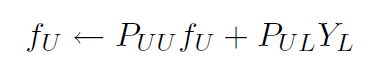 f_U ← P_{UU} f_U + P_{UL} Y_L